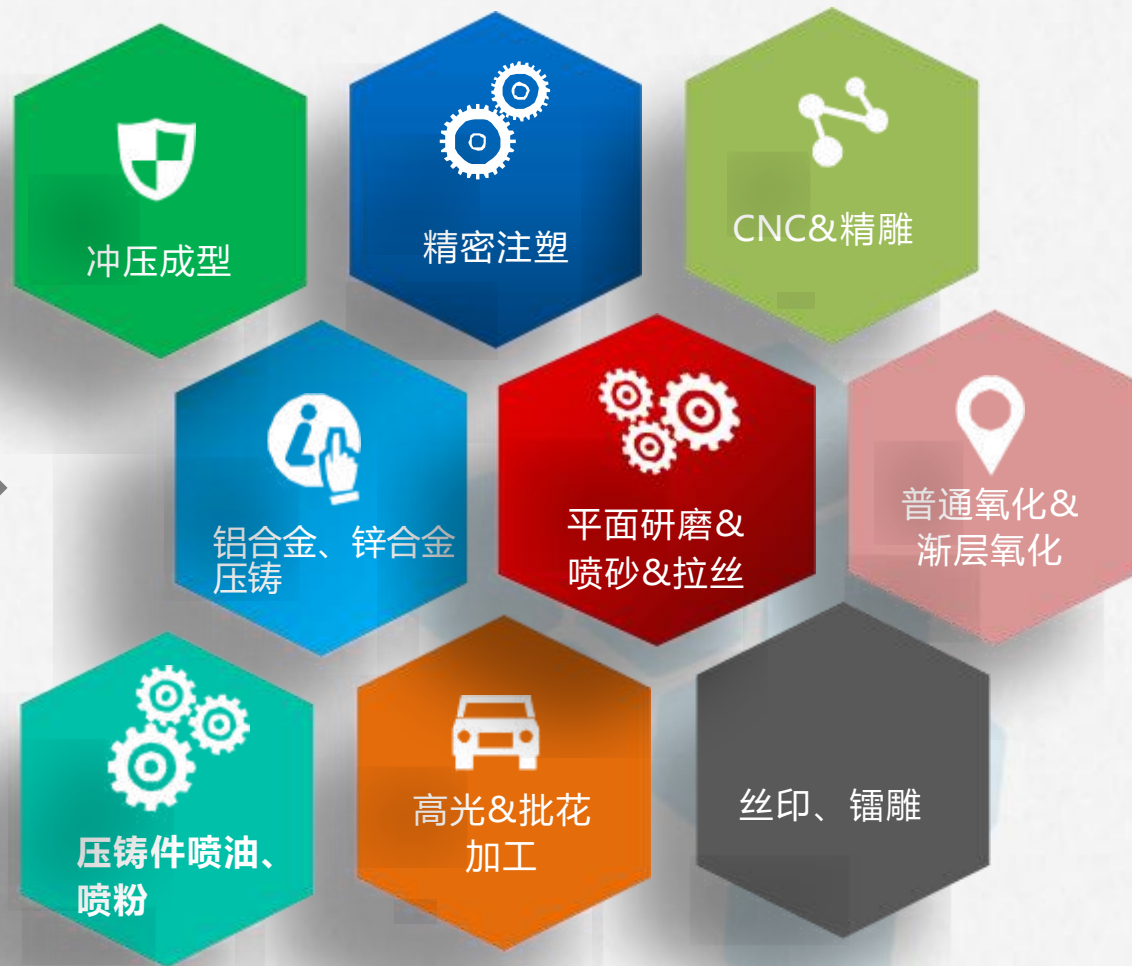 冲压成型
精密注塑
CNC&精雕
铝合金、锌合金
压铸
平面研磨&
喷砂&拉丝
普通氧化&
渐层氧化
压铸件喷油、
喷粉
高光&批花
加工
丝印、镭雕